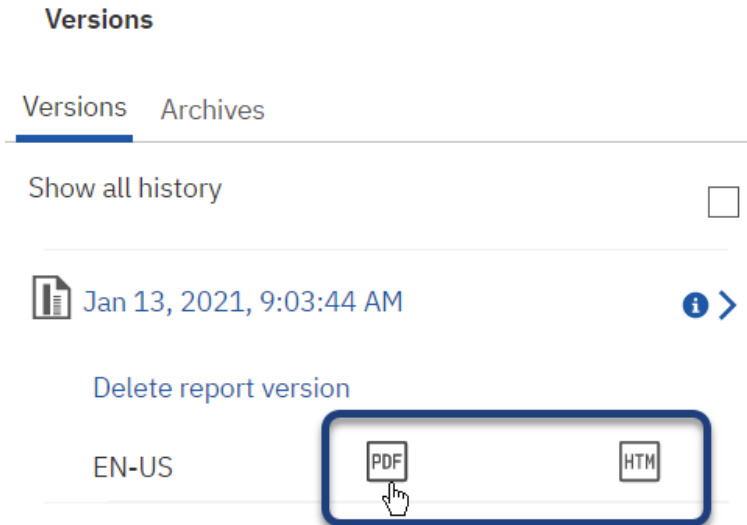 Versions
Versions Archives
Show all history
Jan 13, 2021, 9:03:44 AM i
Delete report version
EN-US PDF HTM